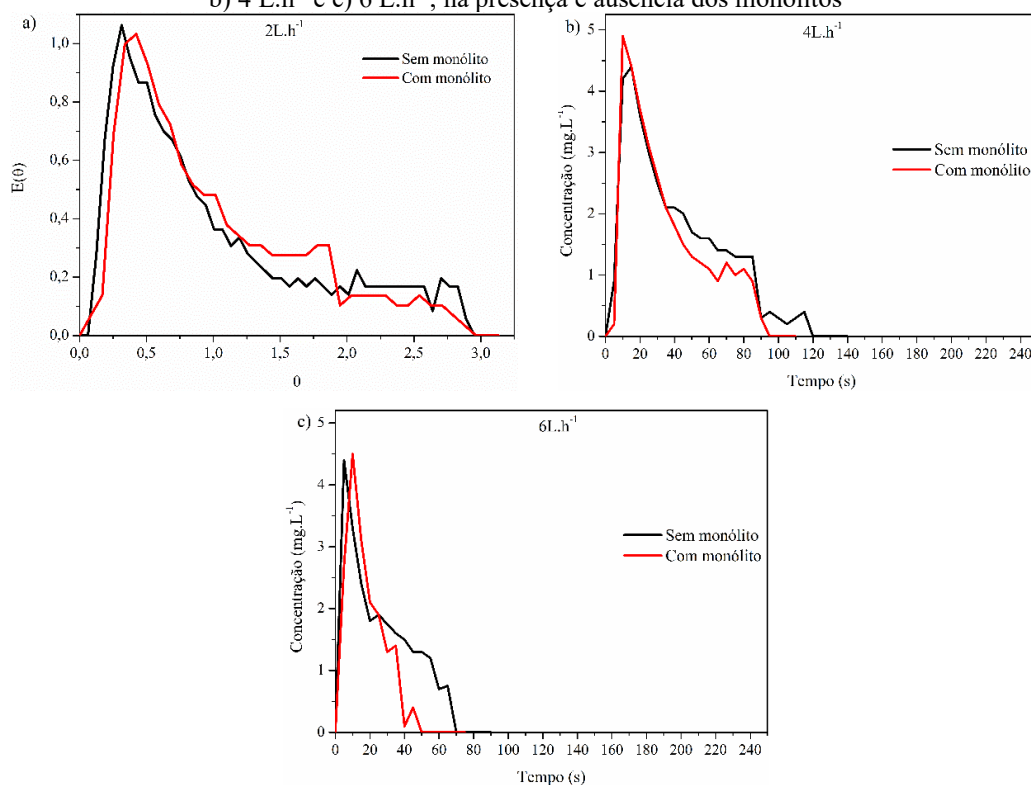 b) 4 L.h⁻¹ e c) 6 L.h⁻¹, na presença e ausência dos monólitos
a)
2L.h⁻¹
Sem monólito
Com monólito
E(θ)
1,0
0,8
0,6
0,4
0,2
0,0
0,0 0,5 1,0 1,5 2,0 2,5 3,0
θ
b)
4L.h⁻¹
Sem monólito
Com monólito
Concentração (mg.L⁻¹)
5
4
3
2
1
0
0 20 40 60 80 100 120 140 160 180 200 220 240
Tempo (s)
c)
6L.h⁻¹
Sem monólito
Com monólito
Concentração (mg.L⁻¹)
5
4
3
2
1
0
0 20 40 60 80 100 120 140 160 180 200 220 240
Tempo (s)